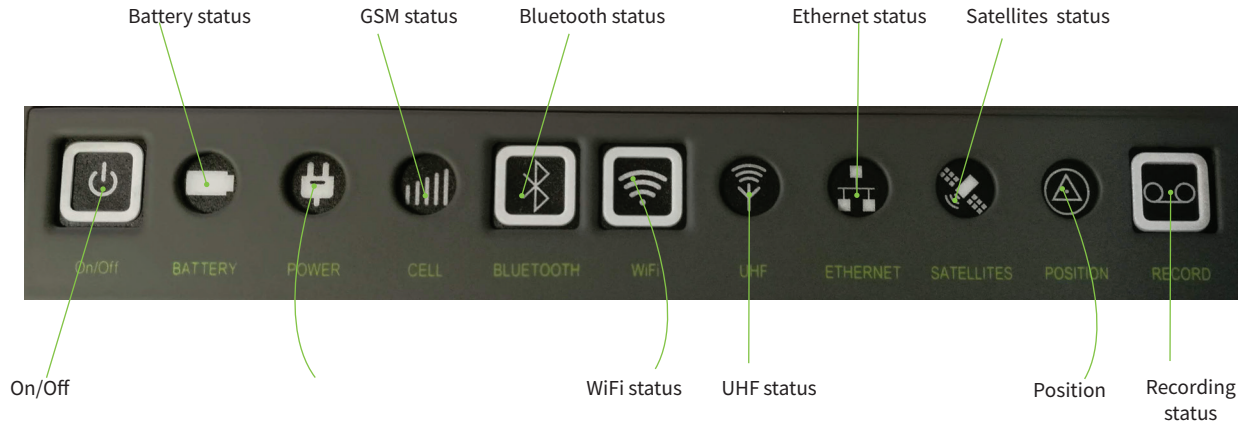 Battery status GSM status Bluetooth status Ethernet status Satellites status
On/Off BATTERY POWER CELL BLUETOOTH WiFi UHF ETHERNET SATELLITES POSITION RECORD
On/Off WiFi status UHF status Position Recording
status